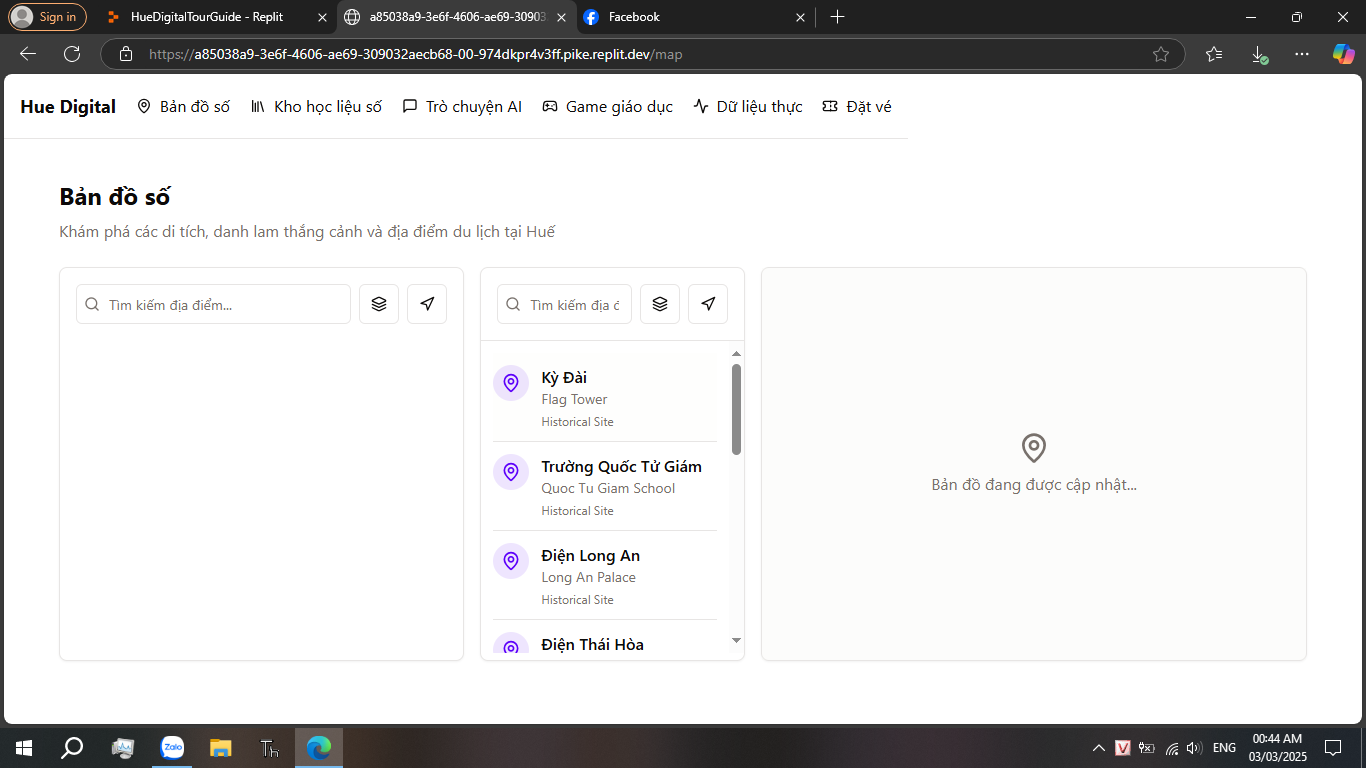 Sign in
HueDigitalTourGuide - Replit
a85038a9-3e6f-4606-ae69-30903
Facebook
https://a85038a9-3e6f-4606-ae69-309032aecb68-00-974dkpr4v3ff.pike.replit.dev/map
Hue Digital
Bản đồ số
Kho học liệu số
Trò chuyện AI
Game giáo dục
Dữ liệu thực
Đặt vé
Bản đồ số
Khám phá các di tích, danh lam thắng cảnh và địa điểm du lịch tại Huế
Tìm kiếm địa điểm...
Tìm kiếm địa đ
Kỳ Đài
Flag Tower
Historical Site
Trường Quốc Tử Giám
Quoc Tu Giam School
Historical Site
Điện Long An
Long An Palace
Historical Site
Điện Thái Hòa
Bản đồ đang được cập nhật...
Zalo
Th
V
ENG
00:44 AM
03/03/2025